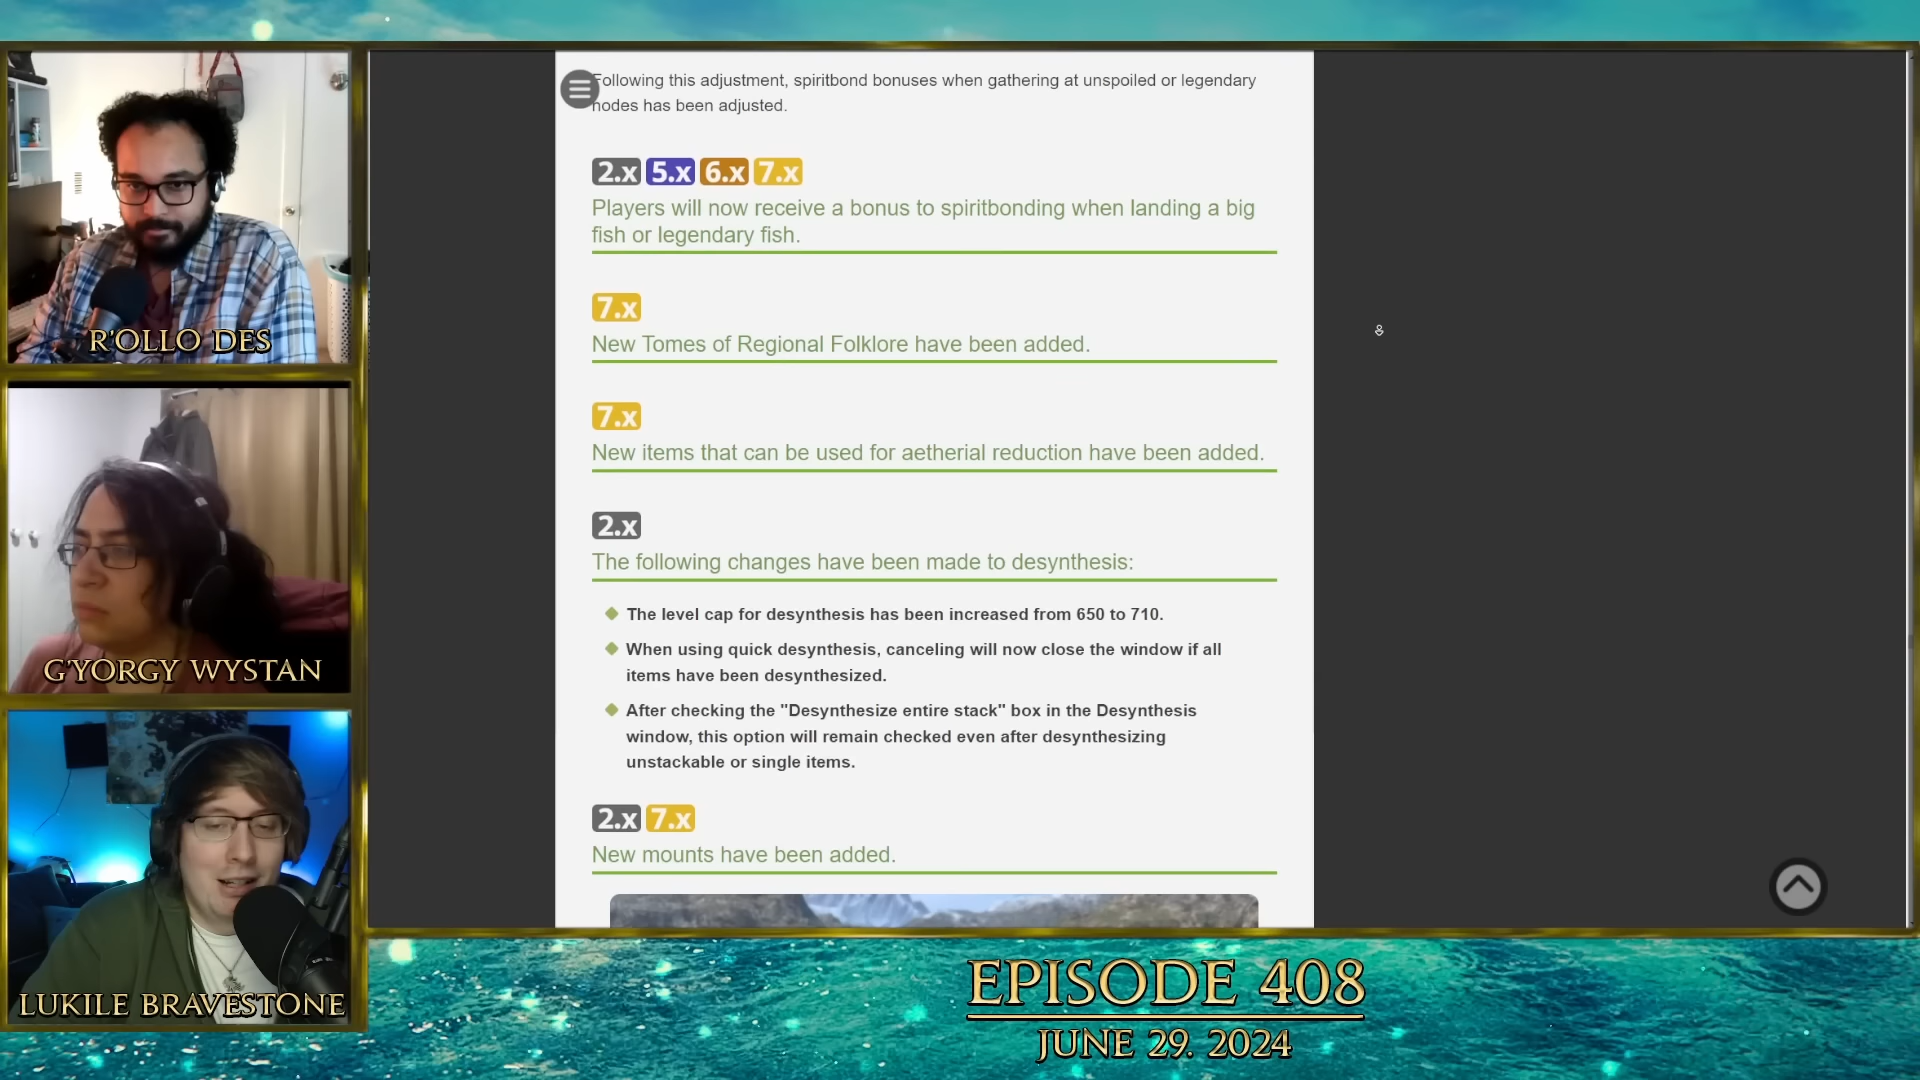 Following this adjustment, spiritbond bonuses when gathering at unspoiled or legendary
nodes has been adjusted.
2.x 5.x 6.x 7.x
Players will now receive a bonus to spiritbonding when landing a big
fish or legendary fish.
7.x
New Tomes of Regional Folklore have been added.
7.x
New items that can be used for aetherial reduction have been added.
2.x
The following changes have been made to desynthesis:
The level cap for desynthesis has been increased from 650 to 710.
When using quick desynthesis, canceling will now close the window if all
items have been desynthesized.
After checking the "Desynthesize entire stack" box in the Desynthesis
window, this option will remain checked even after desynthesizing
unstackable or single items.
2.x 7.x
New mounts have been added.
R'OLLO DES
G'YORGY WYSTAN
LUKILE BRAVESTONE
EPISODE 408
JUNE 29. 2024